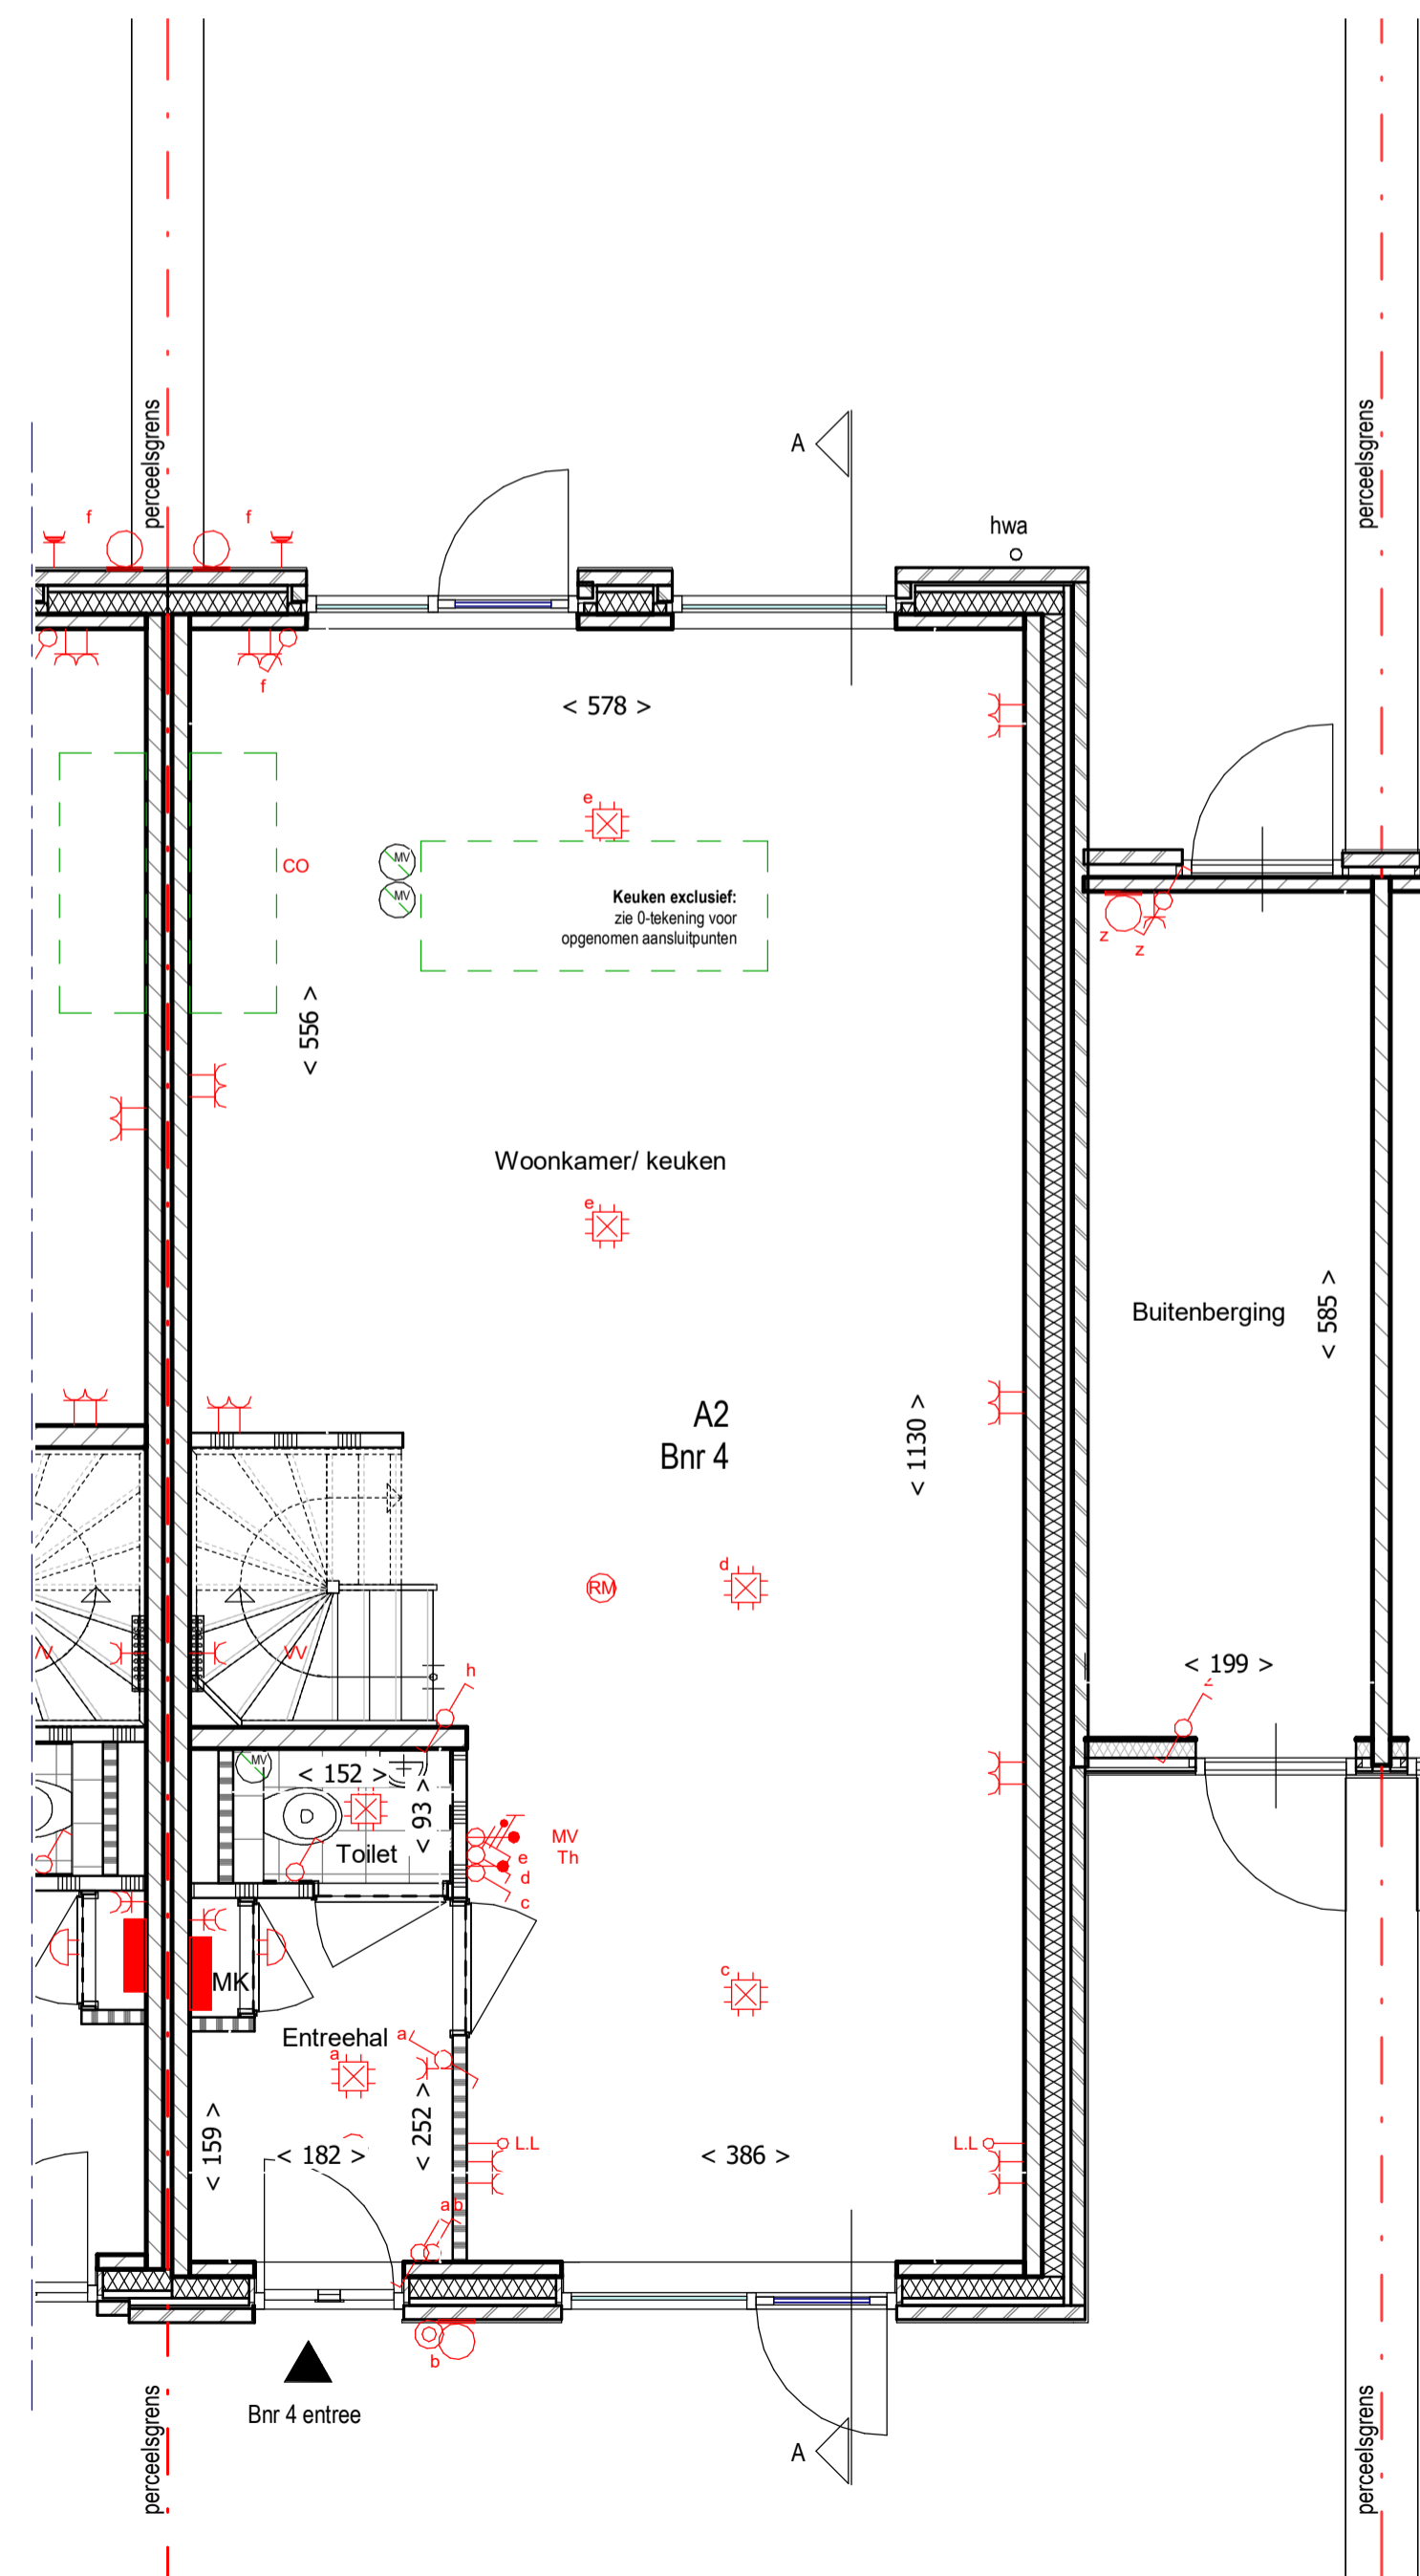 perceelsgrens
perceelsgrens
A
hwa
f
f
f
< 578 >
e
CO
MV
MV
Keuken exclusief:
zie 0-tekening voor
opgenomen aansluitpunten
z
z
< 556 >
Woonkamer/ keuken
e
Buitenberging
< 585 >
A2
Bnr 4
< 1130 >
RM
d
h
< 199 >
z
MV
< 152 >
< 93 >
Toilet
MV
Th
e
d
c
MK
c
Entreehal
a
a
< 159 >
< 182 >
< 252 >
L.L
< 386 >
L.L
a b
b
Bnr 4 entree
A
perceelsgrens
perceelsgrens